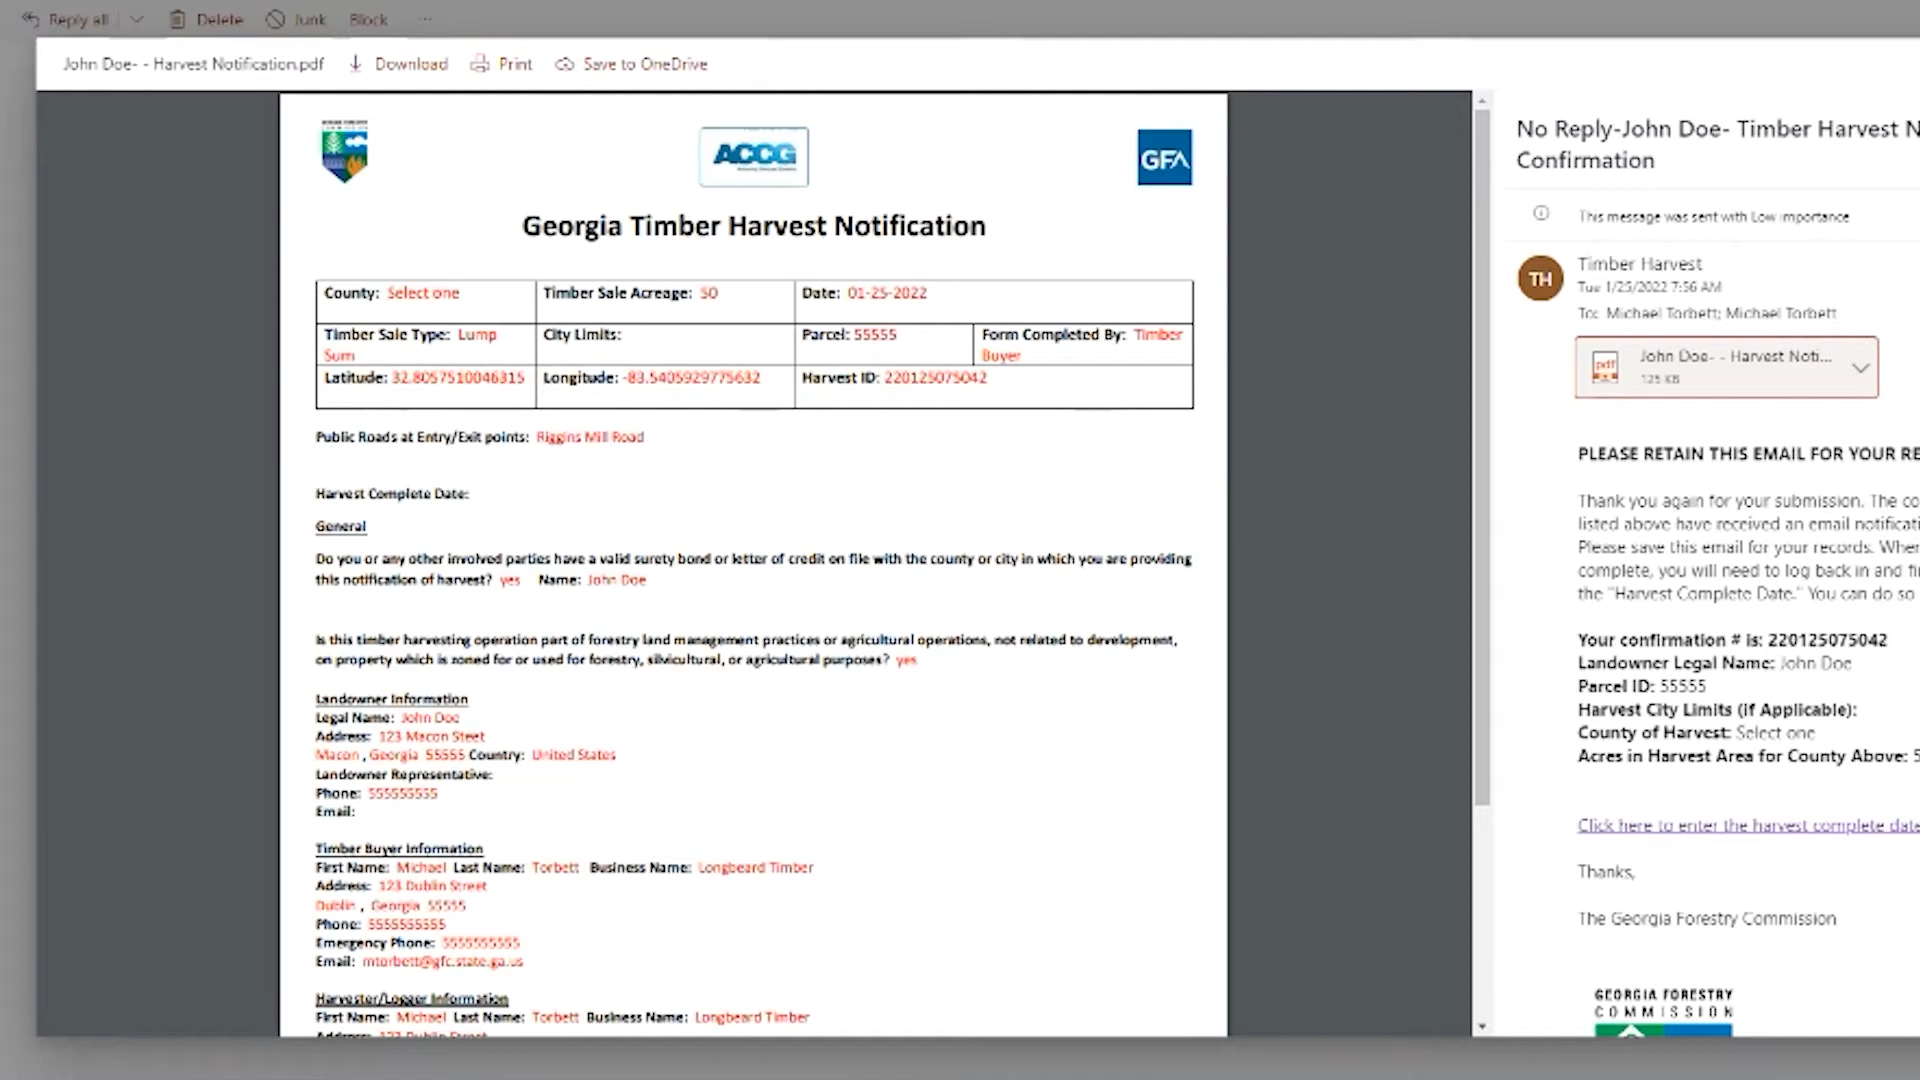 Reply all
Delete
Junk
Block
John Doe- - Harvest Notification.pdf
Download
Print
Save to OneDrive
ACCG
GFA
Georgia Timber Harvest Notification
County: Select one
Timber Sale Acreage: 50
Date: 01-25-2022
Timber Sale Type: Lump
Sum
City Limits:
Parcel: 55555
Form Completed By: Timber
Buyer
Latitude: 32.8057510046315
Longitude: -83.5405929775632
Harvest ID: 220125075042
Public Roads at Entry/Exit points: Riggins Mill Road
Harvest Complete Date:
General
Do you or any other involved parties have a valid surety bond or letter of credit on file with the county or city in which you are providing
this notification of harvest? yes Name: John Doe
Is this timber harvesting operation part of forestry land management practices or agricultural operations, not related to development,
on property which is zoned for or used for forestry, silvicultural, or agricultural purposes? yes
Landowner Information
Legal Name: John Doe
Address: 123 Macon Steet
Macon , Georgia 55555 Country: United States
Landowner Representative:
Phone: 555555555
Email:
Timber Buyer Information
First Name: Michael Last Name: Torbett Business Name: Longbeard Timber
Address: 123 Dublin Street
Dublin , Georgia 55555
Phone: 5555555555
Emergency Phone: 5555555555
Email: mtorbett@gfc.state.ga.us
Harvester/Logger Information
First Name: Michael Last Name: Torbett Business Name: Longbeard Timber
Address: 123 Dublin Street
No Reply-John Doe- Timber Harvest N
Confirmation
This message was sent with Low importance
TH
Timber Harvest
Tue 1/25/2022 7:56 AM
To: Michael Torbett; Michael Torbett
pdf
John Doe- - Harvest Noti...
125 KB
PLEASE RETAIN THIS EMAIL FOR YOUR RE
Thank you again for your submission. The co
listed above have received an email notificati
Please save this email for your records. When
complete, you will need to log back in and fi
the "Harvest Complete Date." You can do so
Your confirmation # is: 220125075042
Landowner Legal Name: John Doe
Parcel ID: 55555
Harvest City Limits (if Applicable):
County of Harvest: Select one
Acres in Harvest Area for County Above: 5
Click here to enter the harvest complete date
Thanks,
The Georgia Forestry Commission
GEORGIA FORESTRY
COMMISSION